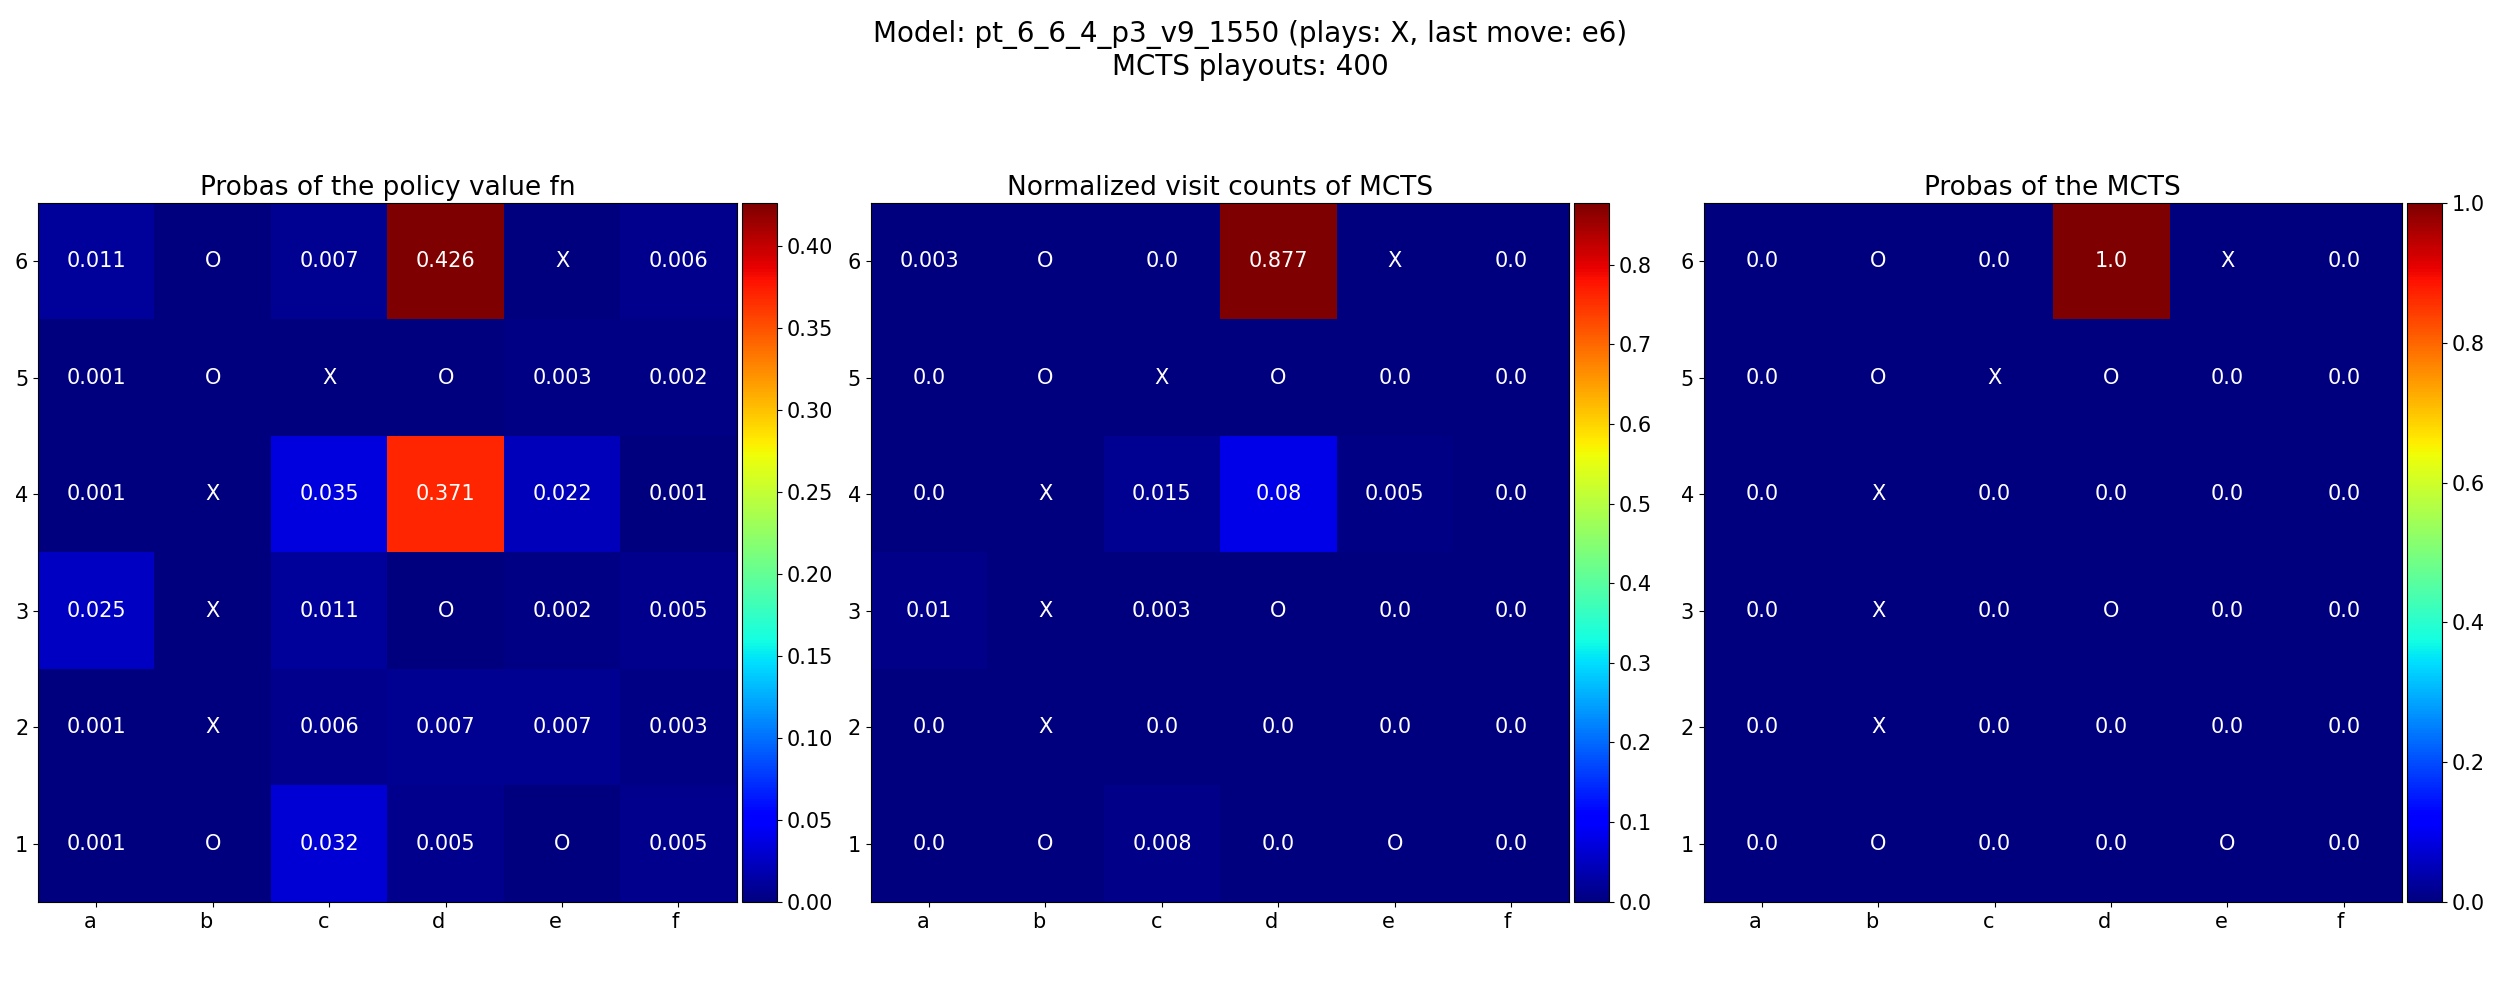 Model: pt_6_6_4_p3_v9_1550 (plays: X, last move: e6)
MCTS playouts: 400
Probas of the policy value fn
6 0.011 O 0.007 0.426 X 0.006
5 0.001 O X O 0.003 0.002
4 0.001 X 0.035 0.371 0.022 0.001
3 0.025 X 0.011 O 0.002 0.005
2 0.001 X 0.006 0.007 0.007 0.003
1 0.001 O 0.032 0.005 O 0.005
a b c d e f
0.40
0.35
0.30
0.25
0.20
0.15
0.10
0.05
0.00
Normalized visit counts of MCTS
6 0.003 O 0.0 0.877 X 0.0
5 0.0 O X O 0.0 0.0
4 0.0 X 0.015 0.08 0.005 0.0
3 0.01 X 0.003 O 0.0 0.0
2 0.0 X 0.0 0.0 0.0 0.0
1 0.0 O 0.008 0.0 O 0.0
a b c d e f
0.8
0.7
0.6
0.5
0.4
0.3
0.2
0.1
0.0
Probas of the MCTS
6 0.0 O 0.0 1.0 X 0.0
5 0.0 O X O 0.0 0.0
4 0.0 X 0.0 0.0 0.0 0.0
3 0.0 X 0.0 O 0.0 0.0
2 0.0 X 0.0 0.0 0.0 0.0
1 0.0 O 0.0 0.0 O 0.0
a b c d e f
1.0
0.8
0.6
0.4
0.2
0.0